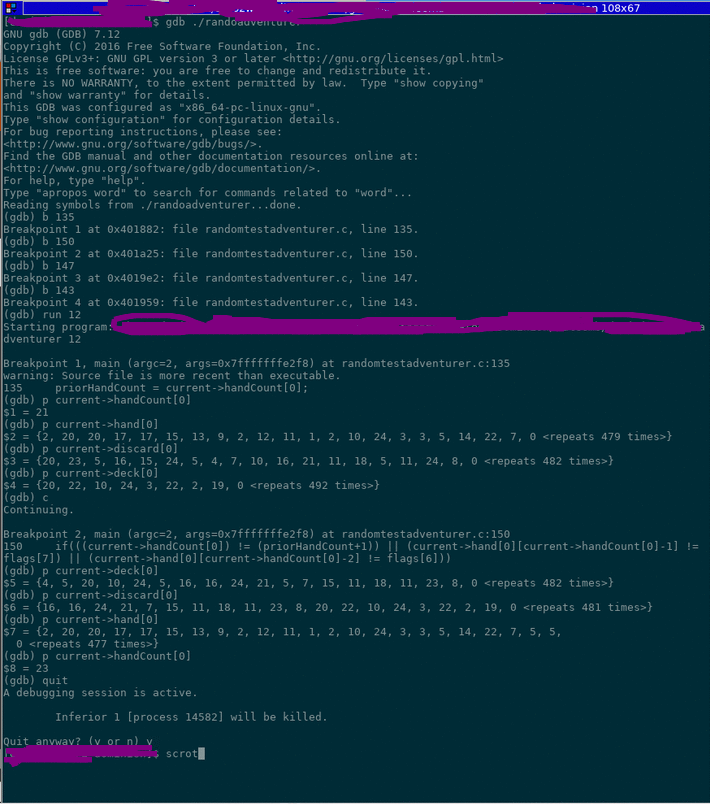 108x67
$ gdb ./randoadventurer
GNU gdb (GDB) 7.12
Copyright (C) 2016 Free Software Foundation, Inc.
License GPLv3+: GNU GPL version 3 or later <http://gnu.org/licenses/gpl.html>
This is free software: you are free to change and redistribute it.
There is NO WARRANTY, to the extent permitted by law.  Type "show copying"
and "show warranty" for details.
This GDB was configured as "x86_64-pc-linux-gnu".
Type "show configuration" for configuration details.
For bug reporting instructions, please see:
<http://www.gnu.org/software/gdb/bugs/>.
Find the GDB manual and other documentation resources online at:
<http://www.gnu.org/software/gdb/documentation/>.
For help, type "help".
Type "apropos word" to search for commands related to "word"...
Reading symbols from ./randoadventurer...done.
(gdb) b 135
Breakpoint 1 at 0x401882: file randomtestadventurer.c, line 135.
(gdb) b 150
Breakpoint 2 at 0x401a25: file randomtestadventurer.c, line 150.
(gdb) b 147
Breakpoint 3 at 0x4019e2: file randomtestadventurer.c, line 147.
(gdb) b 143
Breakpoint 4 at 0x401959: file randomtestadventurer.c, line 143.
(gdb) run 12
Starting program: a
dventurer 12
Breakpoint 1, main (argc=2, args=0x7fffffffe2f8) at randomtestadventurer.c:135
warning: Source file is more recent than executable.
135     priorHandCount = current->handCount[0];
(gdb) p current->handCount[0]
$1 = 21
(gdb) p current->hand[0]
$2 = {2, 20, 20, 17, 17, 15, 13, 9, 2, 12, 11, 1, 2, 10, 24, 3, 3, 5, 14, 22, 7, 0 <repeats 479 times>}
(gdb) p current->discard[0]
$3 = {20, 23, 5, 16, 15, 24, 5, 4, 7, 10, 16, 21, 11, 18, 5, 11, 24, 8, 0 <repeats 482 times>}
(gdb) p current->deck[0]
$4 = {20, 22, 10, 24, 3, 22, 2, 19, 0 <repeats 492 times>}
(gdb) c
Continuing.
Breakpoint 2, main (argc=2, args=0x7fffffffe2f8) at randomtestadventurer.c:150
150     if(((current->handCount[0]) != (priorHandCount+1)) || (current->hand[0][current->handCount[0]-1] !=
flags[7]) || (current->hand[0][current->handCount[0]-2] != flags[6]))
(gdb) p current->deck[0]
$5 = {4, 5, 20, 10, 24, 5, 16, 16, 24, 21, 5, 7, 15, 11, 18, 11, 23, 8, 0 <repeats 482 times>}
(gdb) p current->discard[0]
$6 = {16, 16, 24, 21, 7, 15, 11, 18, 11, 23, 8, 20, 22, 10, 24, 3, 22, 2, 19, 0 <repeats 481 times>}
(gdb) p current->hand[0]
$7 = {2, 20, 20, 17, 17, 15, 13, 9, 2, 12, 11, 1, 2, 10, 24, 3, 3, 5, 14, 22, 7, 5, 5,
  0 <repeats 477 times>}
(gdb) p current->handCount[0]
$8 = 23
(gdb) quit
A debugging session is active.
Inferior 1 [process 14582] will be killed.
Quit anyway? (y or n) y
$ scrot